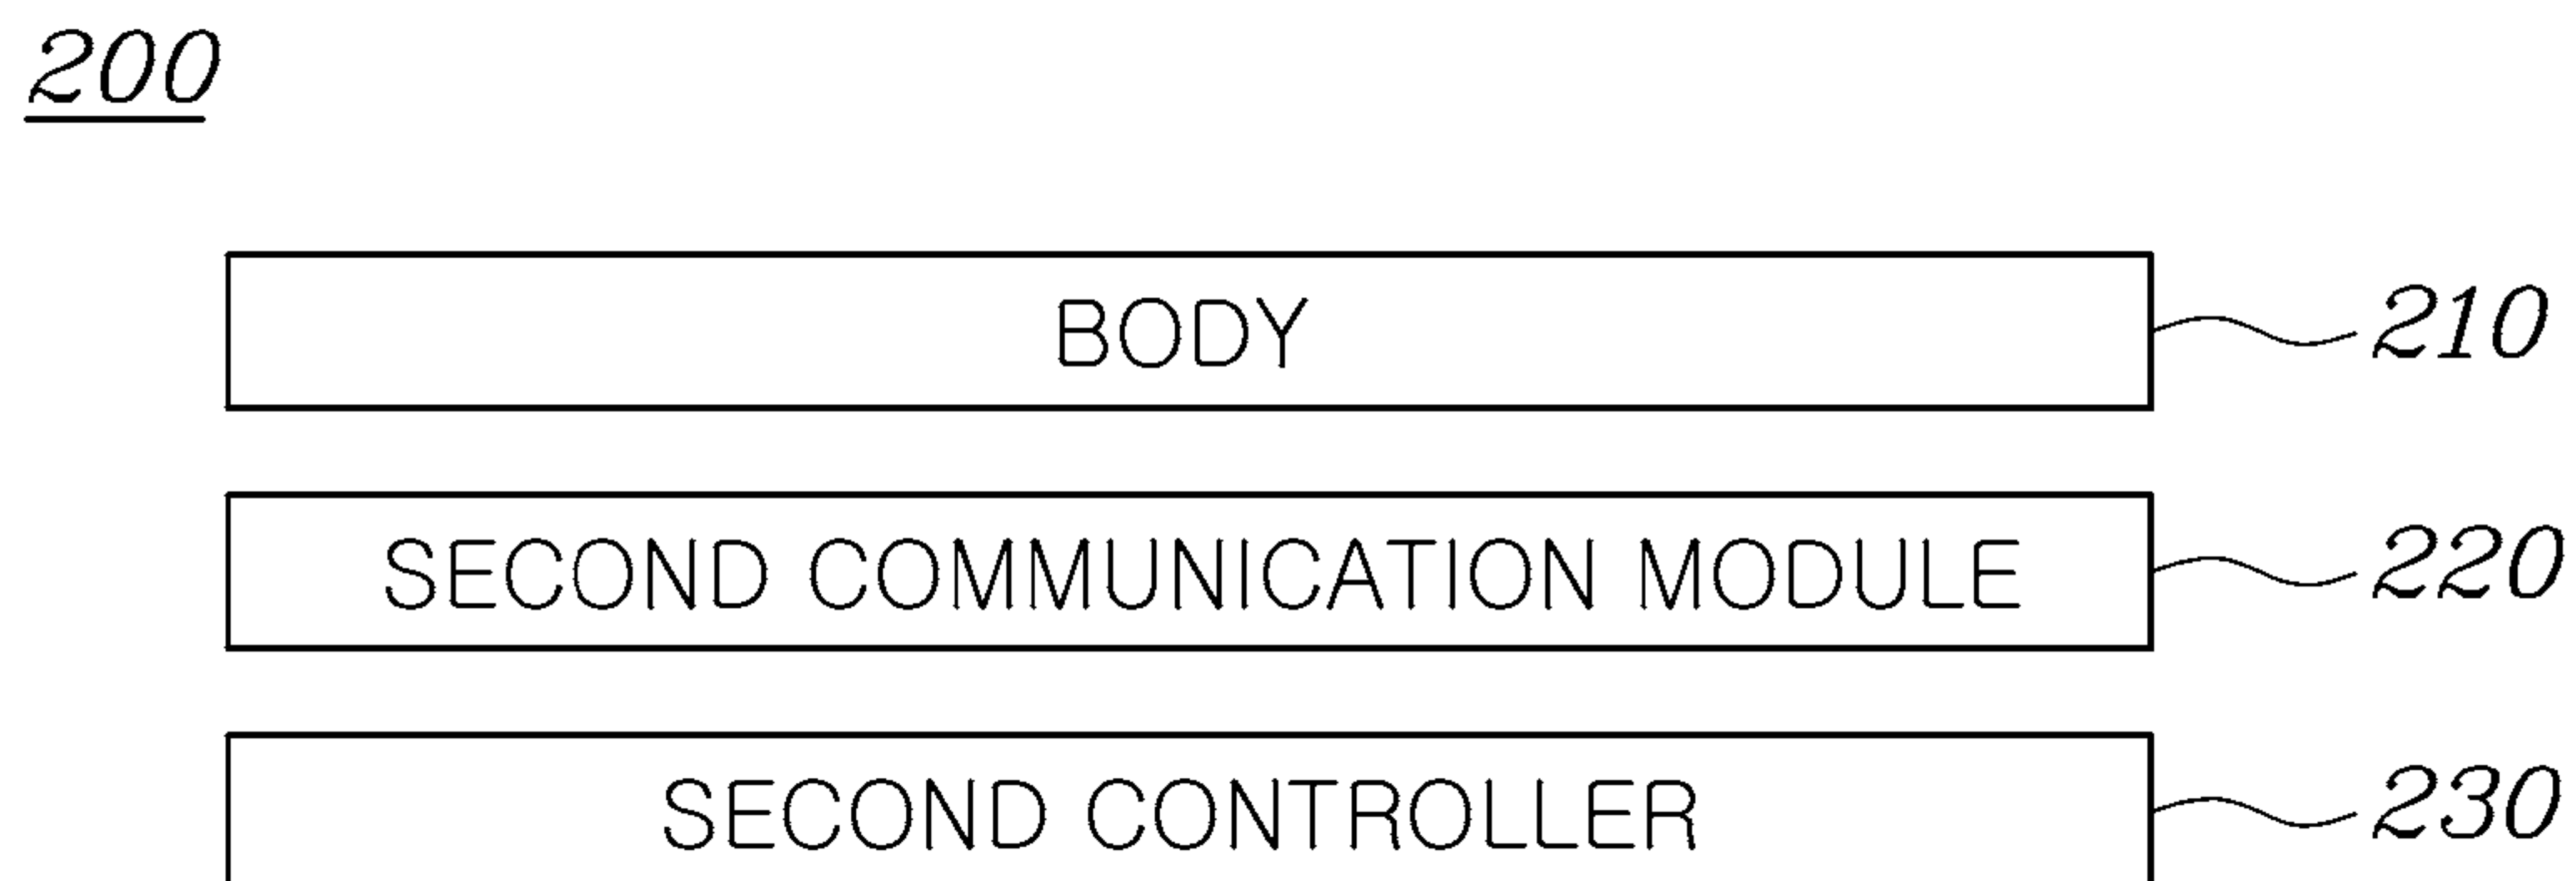 200
BODY 210
SECOND COMMUNICATION MODULE 220
SECOND CONTROLLER 230